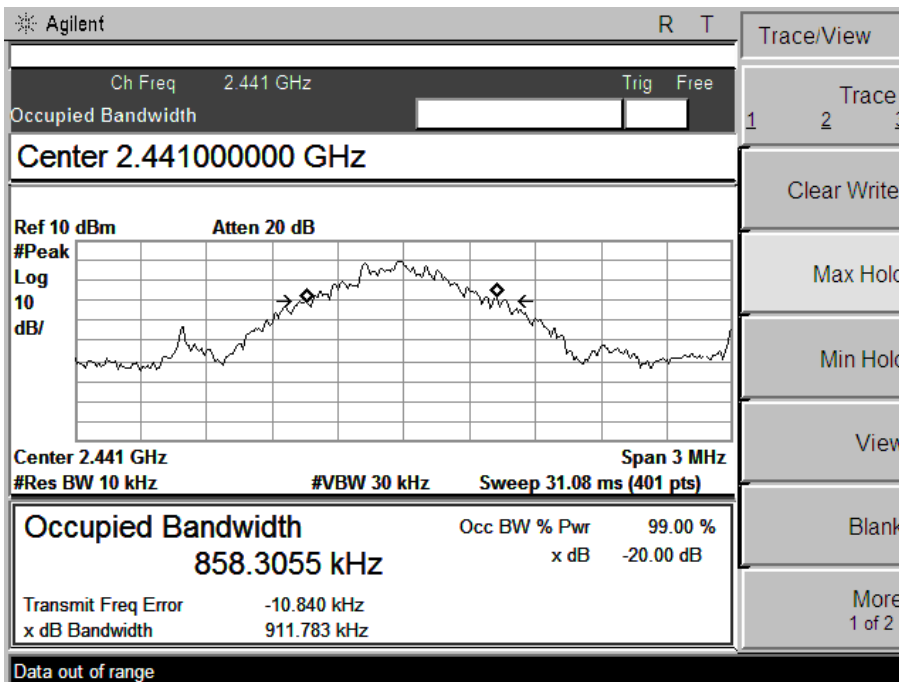 Agilent R T
Trace/View
Ch Freq 2.441 GHz Trig Free
Occupied Bandwidth
Trace
1 2 3
Center 2.441000000 GHz
Clear Write
Ref 10 dBm Atten 20 dB
#Peak
Log
10
dB/
Max Hold
Min Hold
View
Center 2.441 GHz Span 3 MHz
#Res BW 10 kHz #VBW 30 kHz Sweep 31.08 ms (401 pts)
Occupied Bandwidth
858.3055 kHz
Occ BW % Pwr 99.00 %
x dB -20.00 dB
Blank
Transmit Freq Error -10.840 kHz
x dB Bandwidth 911.783 kHz
More
1 of 2
Data out of range